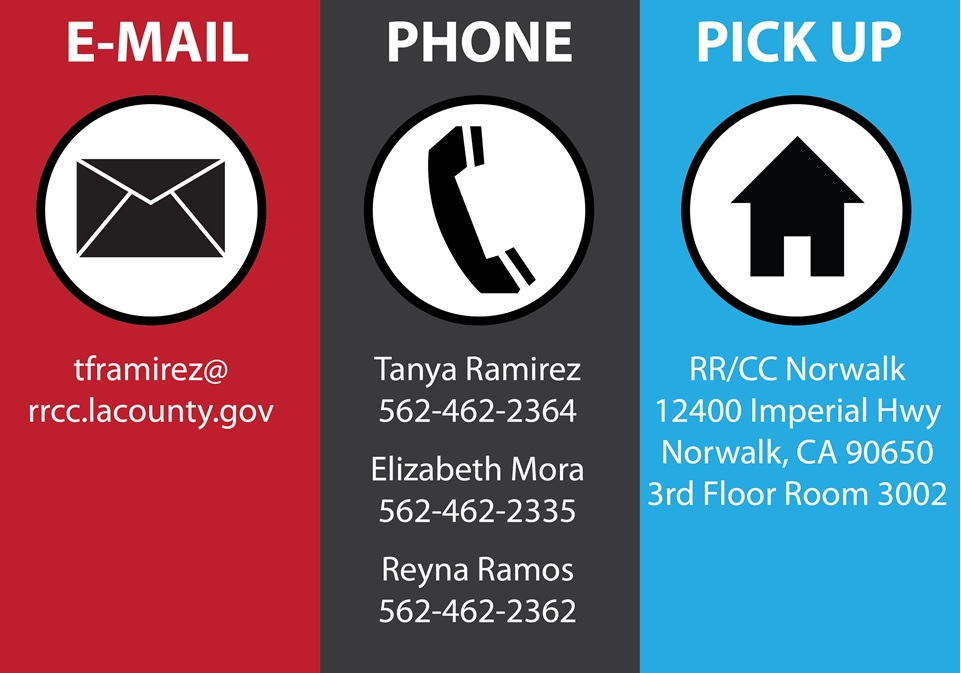 E-MAIL
tframirez@
rrcc.lacounty.gov
PHONE
Tanya Ramirez
562-462-2364
Elizabeth Mora
562-462-2335
Reyna Ramos
562-462-2362
PICK UP
RR/CC Norwalk
12400 Imperial Hwy
Norwalk, CA 90650
3rd Floor Room 3002